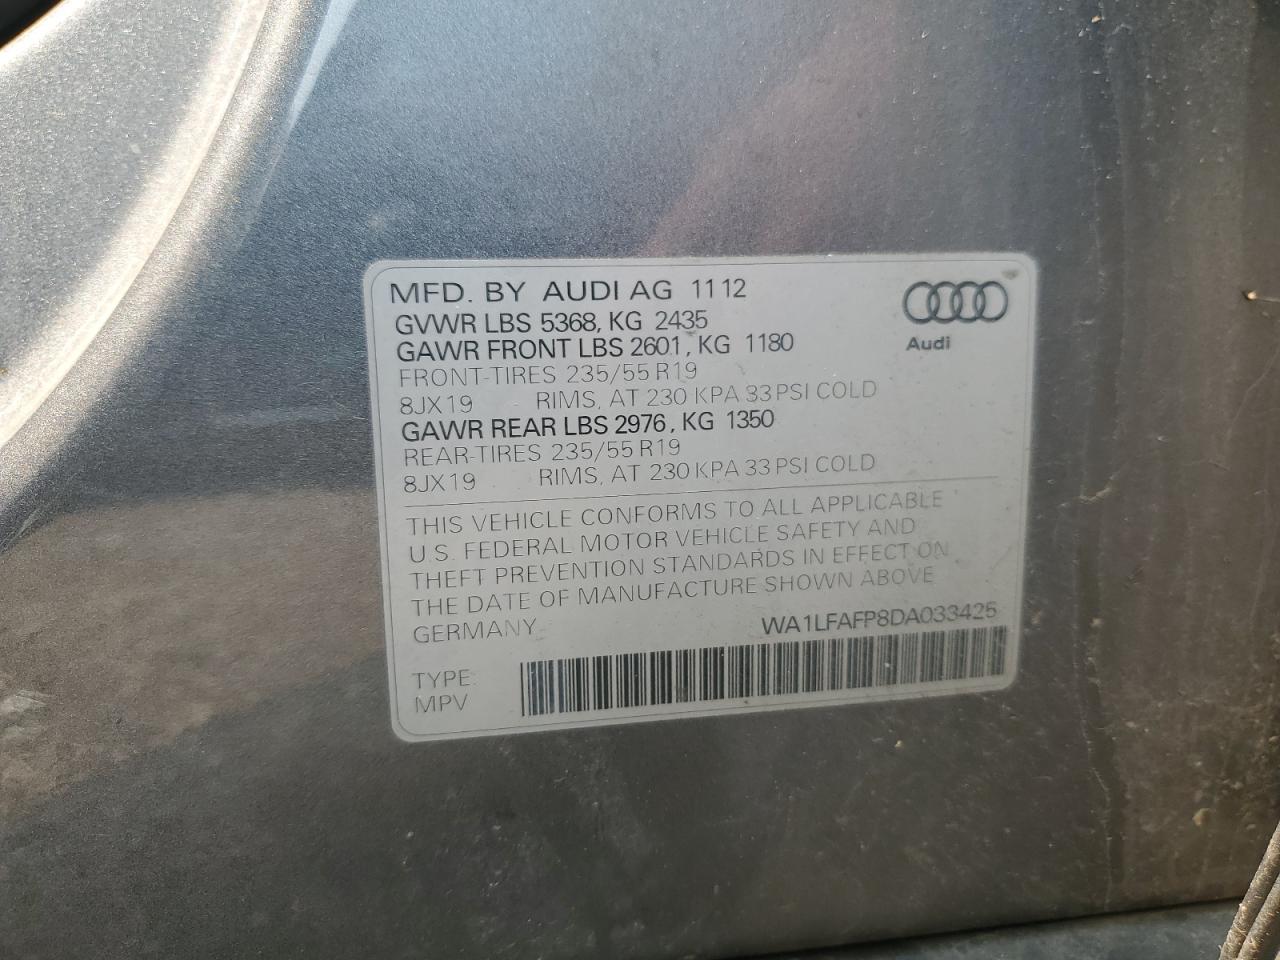 MFD. BY AUDI AG 11 12
GVWR LBS 5368, KG 2435
GAWR FRONT LBS 2601, KG 1180
FRONT-TIRES 235/55 R19
8JX19 RIMS, AT 230 KPA 33 PSI COLD
GAWR REAR LBS 2976, KG 1350
REAR-TIRES 235/55 R19
8JX19 RIMS, AT 230 KPA 33 PSI COLD
Audi
THIS VEHICLE CONFORMS TO ALL APPLICABLE
U.S. FEDERAL MOTOR VEHICLE SAFETY AND
THEFT PREVENTION STANDARDS IN EFFECT ON
THE DATE OF MANUFACTURE SHOWN ABOVE
GERMANY WA1LFAFP8DA033425
TYPE:
MPV